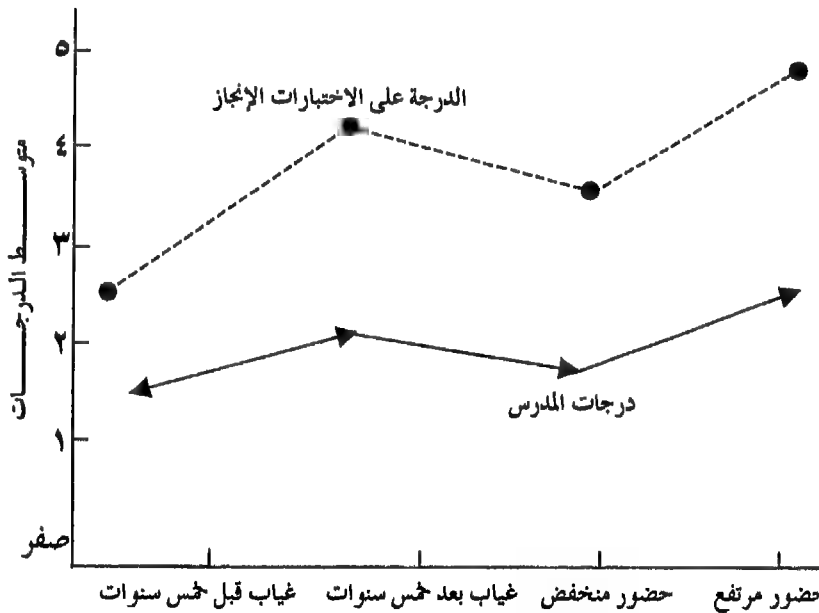 ٥
الدرجة على الاختبارات الإنجاز
٤
٣
٢
درجات المدرس
١
صفر
متوسط الدرجات
غياب قبل خمس سنوات
غياب بعد خمس سنوات
حضور منخفض
حضور مرتفع